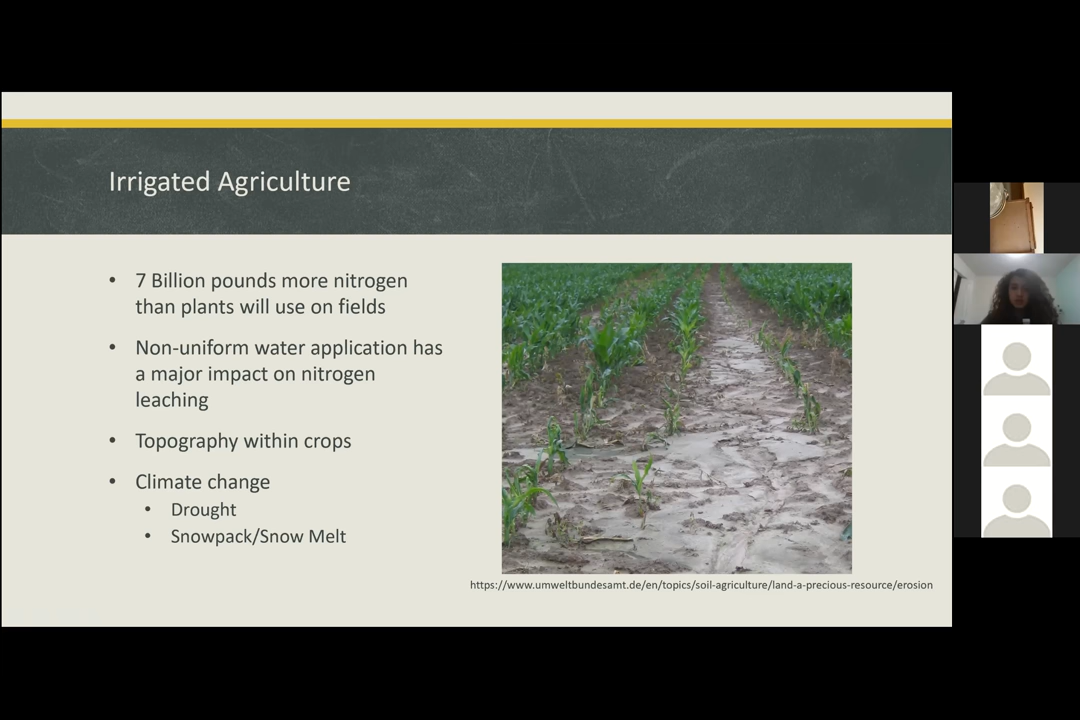 Irrigated Agriculture
• 7 Billion pounds more nitrogen
than plants will use on fields
• Non-uniform water application has
a major impact on nitrogen
leaching
• Topography within crops
• Climate change
• Drought
• Snowpack/Snow Melt
https://www.umweltbundesamt.de/en/topics/soil-agriculture/land-a-precious-resource/erosion